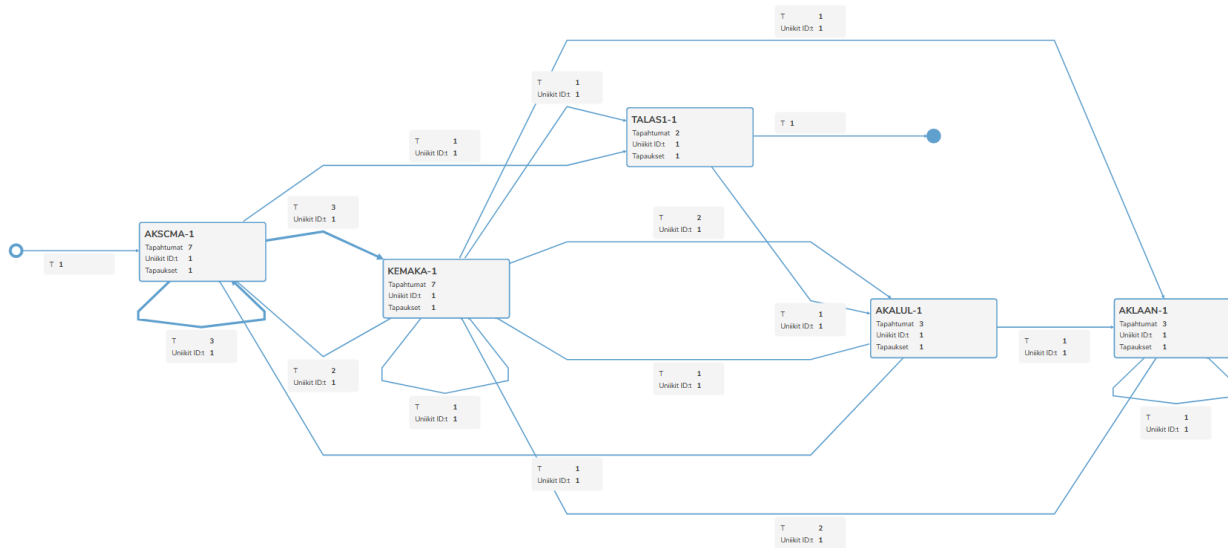 T 1
Uniikit ID:t 1
T 1
Uniikit ID:t 1
TALAS1-1
Tapahtumat 2
Uniikit ID:t 1
Tapaukset 1
T 1
T 1
Uniikit ID:t 1
T 3
Uniikit ID:t 1
T 2
Uniikit ID:t 1
AKSCMA-1
Tapahtumat 7
Uniikit ID:t 1
Tapaukset 1
T 1
KEMAKA-1
Tapahtumat 7
Uniikit ID:t 1
Tapaukset 1
T 1
Uniikit ID:t 1
AKALUL-1
Tapahtumat 3
Uniikit ID:t 1
Tapaukset 1
AKLAAN-1
Tapahtumat 3
Uniikit ID:t 1
Tapaukset 1
T 3
Uniikit ID:t 1
T 1
Uniikit ID:t 1
T 2
Uniikit ID:t 1
T 1
Uniikit ID:t 1
T 1
Uniikit ID:t 1
T 1
Uniikit ID:t 1
T 1
Uniikit ID:t 1
T 2
Uniikit ID:t 1